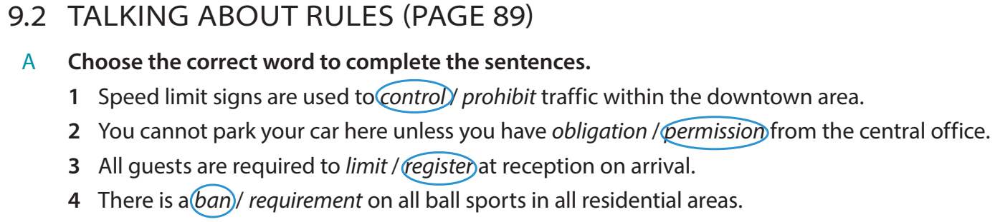 9.2 TALKING ABOUT RULES (PAGE 89)
A Choose the correct word to complete the sentences.
1 Speed limit signs are used to control / prohibit traffic within the downtown area.
2 You cannot park your car here unless you have obligation / permission from the central office.
3 All guests are required to limit / register at reception on arrival.
4 There is a ban / requirement on all ball sports in all residential areas.